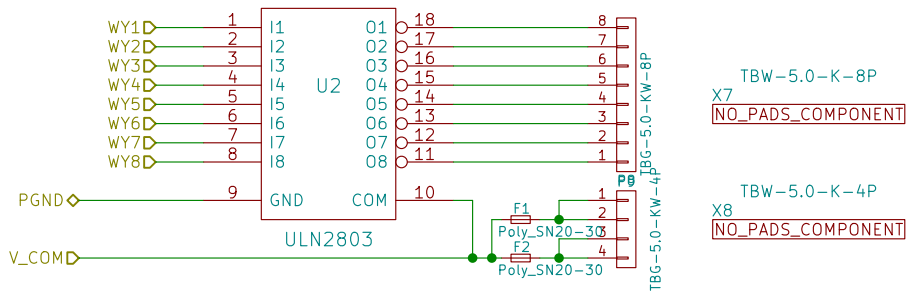 WY1 1 I1 O1 18 8
WY2 2 I2 O2 17 7
WY3 3 I3 O3 16 6
WY4 4 I4 U2 O4 15 5
WY5 5 I5 O5 14 4
WY6 6 I6 O6 13 3
WY7 7 I7 O7 12 2
WY8 8 I8 O8 11 1
TBG-5.0-KW-8P
TBW-5.0-K-8P
X7
NO_PADS_COMPONENT
PGND 9 GND COM 10
ULN2803
V_COM
F1
Poly_SN20-30
F2
Poly_SN20-30
1
2
3
4
TBG-5.0-KW-4P
TBW-5.0-K-4P
X8
NO_PADS_COMPONENT